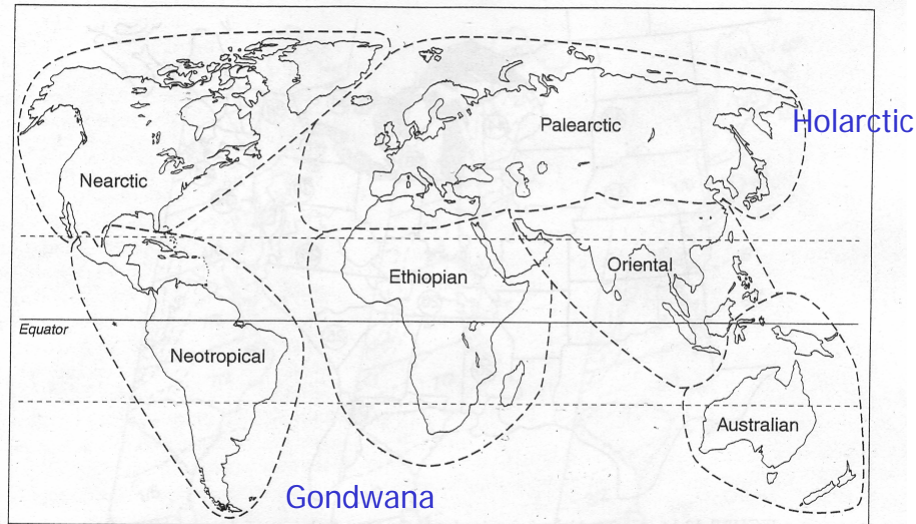 Palearctic
Holarctic
Nearctic
Ethiopian
Oriental
Equator
Neotropical
Australian
Gondwana